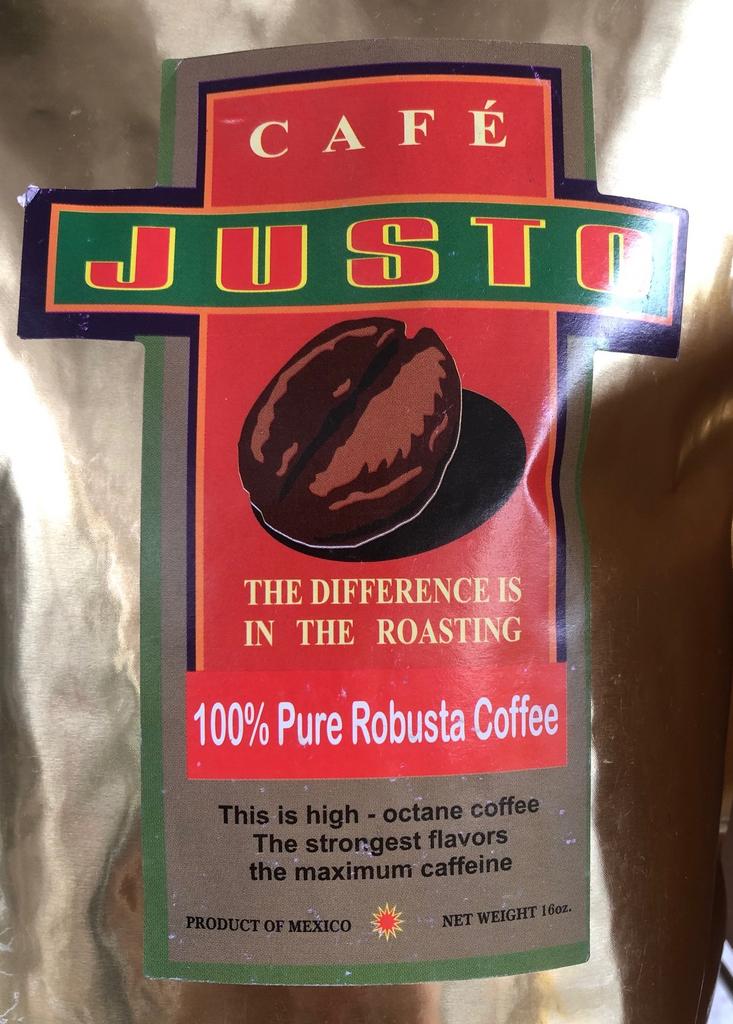 CAFÉ
JUSTO
THE DIFFERENCE IS
IN THE ROASTING
100% Pure Robusta Coffee
This is high - octane coffee
The strongest flavors
the maximum caffeine
PRODUCT OF MEXICO NET WEIGHT 16oz.